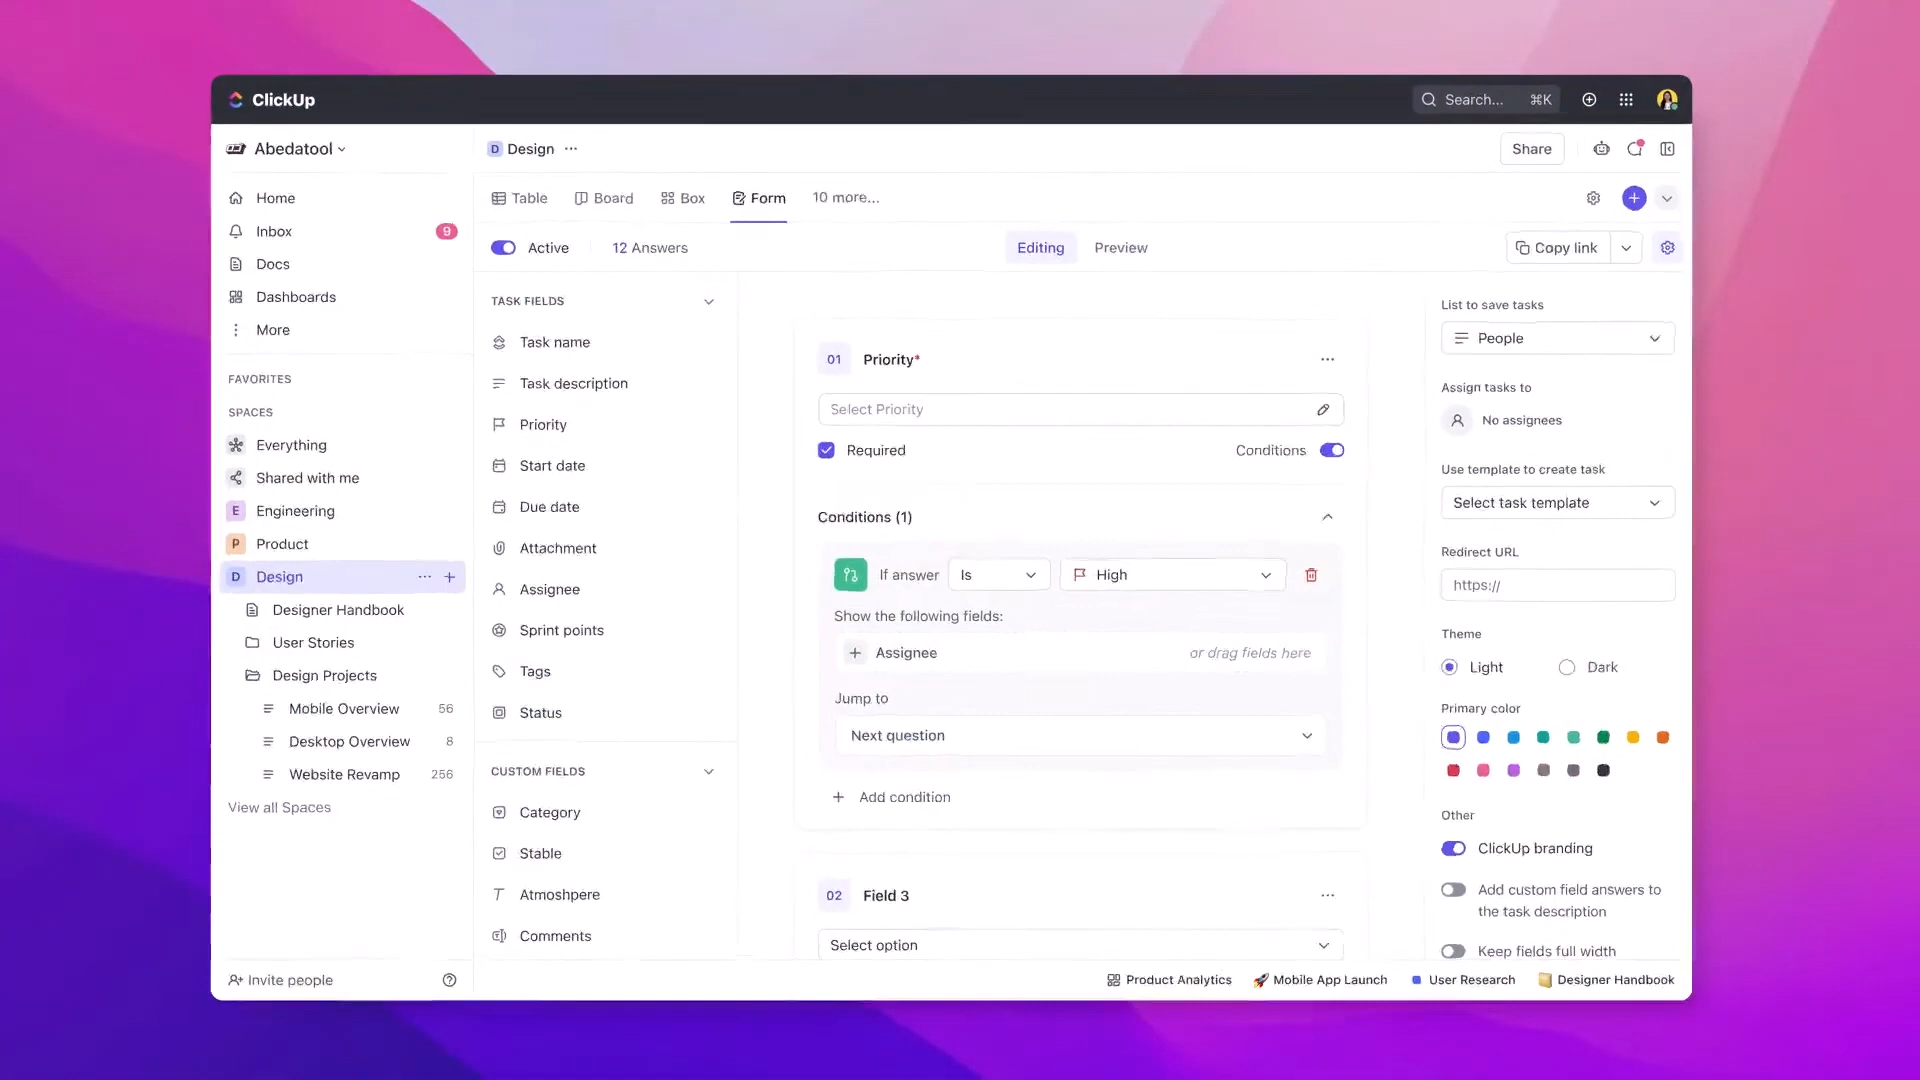 ClickUp
Search... ⌘K
Abedatool
D Design ...
Share
Home
Inbox 9
Docs
Dashboards
More
FAVORITES
SPACES
Everything
Shared with me
E Engineering
P Product
D Design ... +
Designer Handbook
User Stories
Design Projects
Mobile Overview 56
Desktop Overview 8
Website Revamp 256
View all Spaces
Invite people
Table
Board
Box
Form
10 more...
Active
12 Answers
Editing
Preview
Copy link
TASK FIELDS
Task name
Task description
Priority
Start date
Due date
Attachment
Assignee
Sprint points
Tags
Status
CUSTOM FIELDS
Category
Stable
Atmoshpere
Comments
01 Priority* ...
Select Priority
Required
Conditions
Conditions (1)
If answer Is High
Show the following fields:
+ Assignee or drag fields here
Jump to
Next question
+ Add condition
02 Field 3 ...
Select option
List to save tasks
People
Assign tasks to
No assignees
Use template to create task
Select task template
Redirect URL
https://
Theme
Light Dark
Primary color
Other
ClickUp branding
Add custom field answers to
the task description
Keep fields full width
Product Analytics
Mobile App Launch
User Research
Designer Handbook